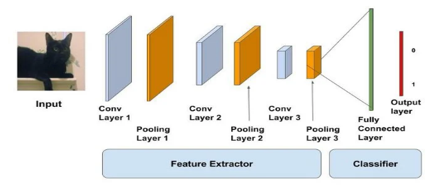 Input
Conv
Layer 1
Pooling
Layer 1
Conv
Layer 2
Pooling
Layer 2
Conv
Layer 3
Pooling
Layer 3
Fully
Connected
Layer
0
1
Output
layer
Feature Extractor
Classifier